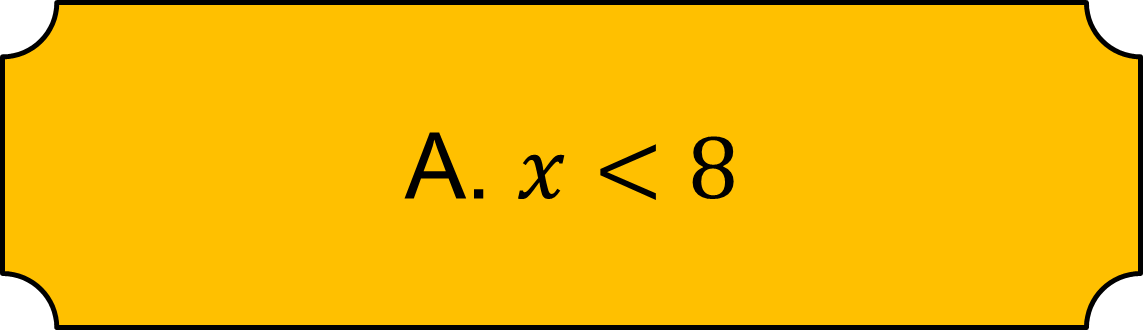 A. 𝑥 < 8